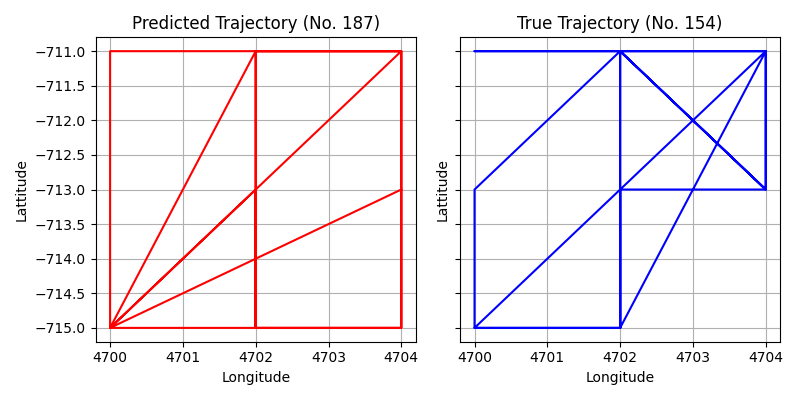 Predicted Trajectory (No. 187)
True Trajectory (No. 154)
−711.0
−711.5
−712.0
−712.5
−713.0
−713.5
−714.0
−714.5
−715.0
Lattitude
Lattitude
4700 4701 4702 4703 4704
4700 4701 4702 4703 4704
Longitude
Longitude